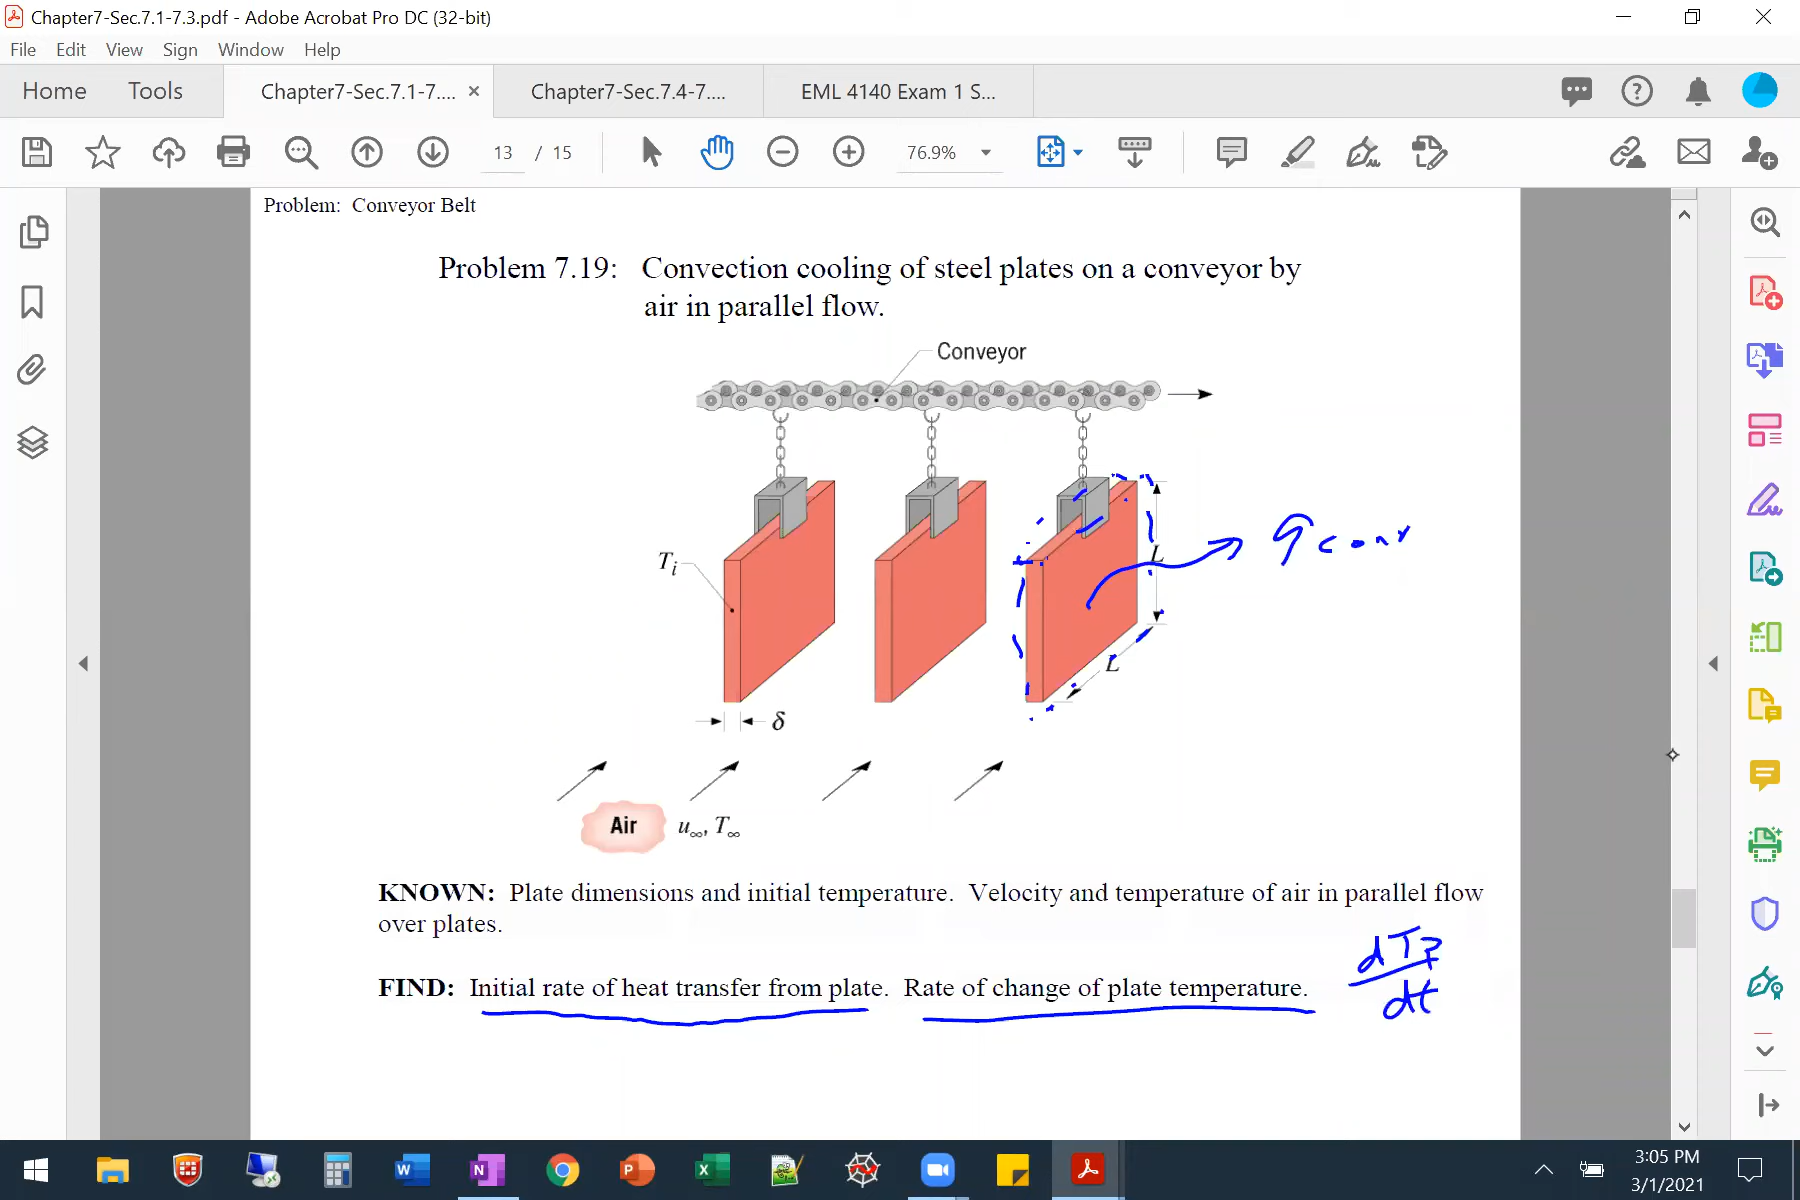 Chapter7-Sec.7.1-7.3.pdf - Adobe Acrobat Pro DC (32-bit)
File Edit View Sign Window Help
Home Tools Chapter7-Sec.7.1-7.... × Chapter7-Sec.7.4-7.... EML 4140 Exam 1 S...
13 / 15 76.9%
Problem: Conveyor Belt
Problem 7.19: Convection cooling of steel plates on a conveyor by
air in parallel flow.
Conveyor
T_i
L
q conv
L
δ
Air u∞, T∞
KNOWN: Plate dimensions and initial temperature. Velocity and temperature of air in parallel flow
over plates.
FIND: Initial rate of heat transfer from plate. Rate of change of plate temperature.
3:05 PM
3/1/2021